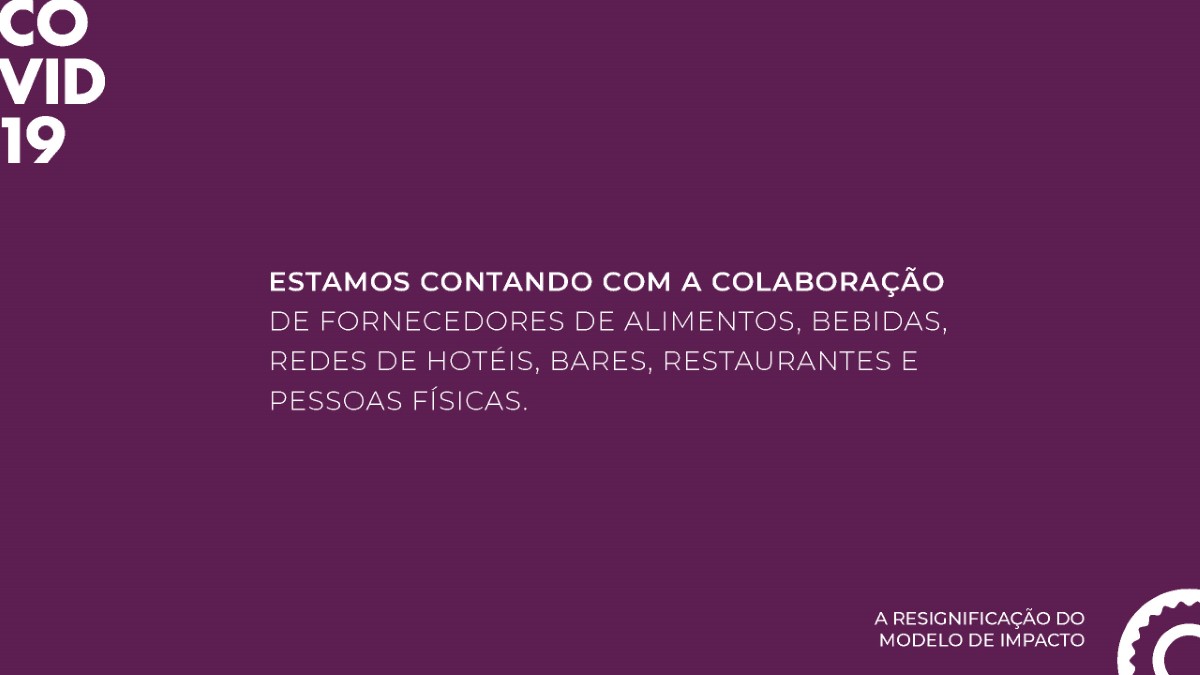 CO
VID
19
ESTAMOS CONTANDO COM A COLABORAÇÃO
DE FORNECEDORES DE ALIMENTOS, BEBIDAS,
REDES DE HOTÉIS, BARES, RESTAURANTES E
PESSOAS FÍSICAS.
A RESIGNIFICAÇÃO DO
MODELO DE IMPACTO